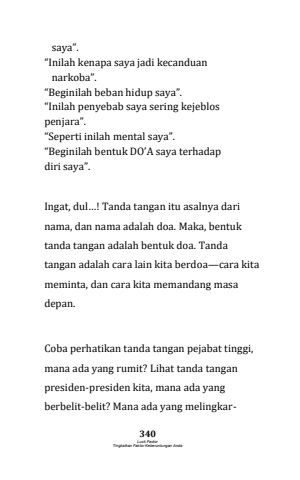 saya”.
“Inilah kenapa saya jadi kecanduan
narkoba”.
“Beginilah beban hidup saya”.
“Inilah penyebab saya sering kejeblos
penjara”.
“Seperti inilah mental saya”.
“Beginilah bentuk DO’A saya terhadap
diri saya”.
Ingat, dul…! Tanda tangan itu asalnya dari
nama, dan nama adalah doa. Maka, bentuk
tanda tangan adalah bentuk doa. Tanda
tangan adalah cara lain kita berdoa—cara kita
meminta, dan cara kita memandang masa
depan.
Coba perhatikan tanda tangan pejabat tinggi,
mana ada yang rumit? Lihat tanda tangan
presiden-presiden kita, mana ada yang
berbelit-belit? Mana ada yang melingkar-
340
Luck Factor
Tingkatkan Faktor Keberuntungan Anda